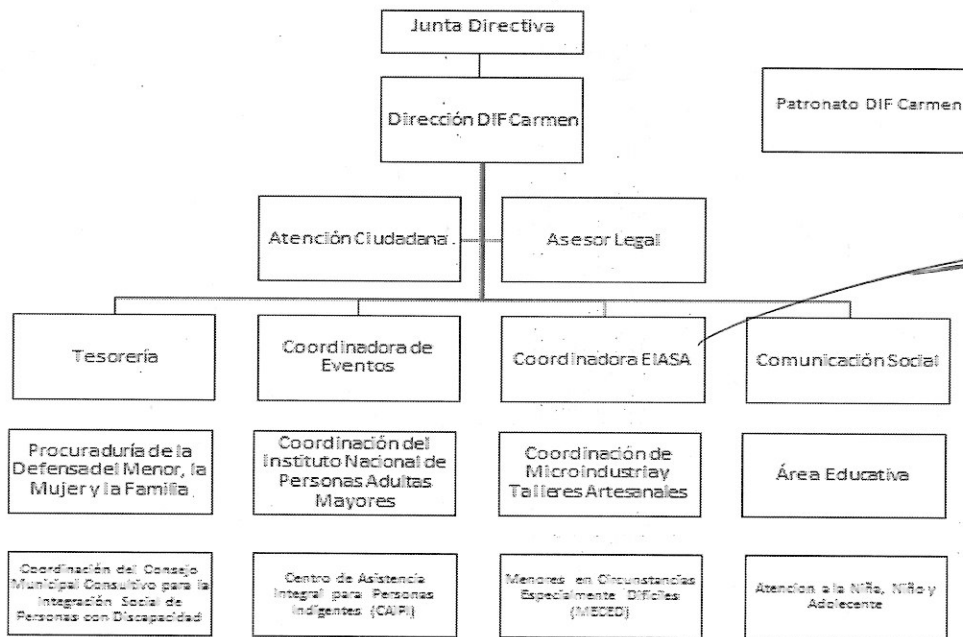 Junta Directiva
Dirección DIF Carmen
Patronato DIF Carmen
Atención Ciudadana.
Asesor Legal
Tesorería
Coordinadora de
Eventos
Coordinadora EIASA
Comunicación Social
Procuraduría de la
Defensa del Menor, la
Mujer y la Familia
Coordinación del
Instituto Nacional de
Personas Adultas
Mayores
Coordinación de
Microindustria y
Talleres Artesanales
Área Educativa
Coordinación del Consejo
Municipal Consultivo para la
Integración Social de
Personas con Discapacidad
Centro de Asistencia
Integral para Personas
Indigentes (CAIPI)
Menores en Circunstancias
Especialmente Difíciles
(MECED)
Atencion a la Niña, Niño y
Adolecente